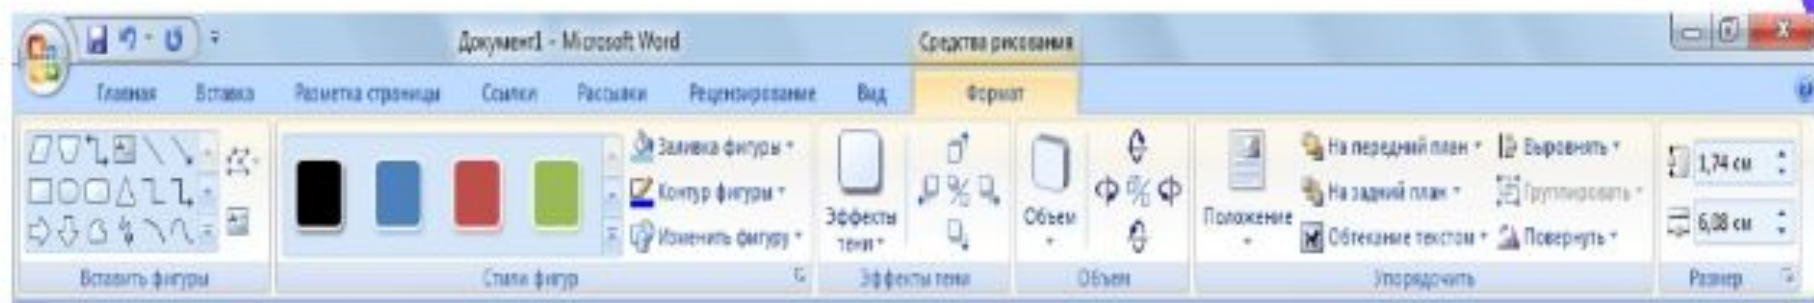 Документ1 - Microsoft Word
Средства рисования
Главная Вставка Разметка страницы Ссылки Рассылки Рецензирование Вид Формат
Заливка фигуры
Контур фигуры
Изменить фигуру
Эффекты
тени
Объем
Положение
На передний план
На задний план
Обтекание текстом
Выровнять
Группировать
Повернуть
1,74 см
6,08 см
Вставить фигуры Стили фигур Эффекты тени Объем Упорядочить Размер